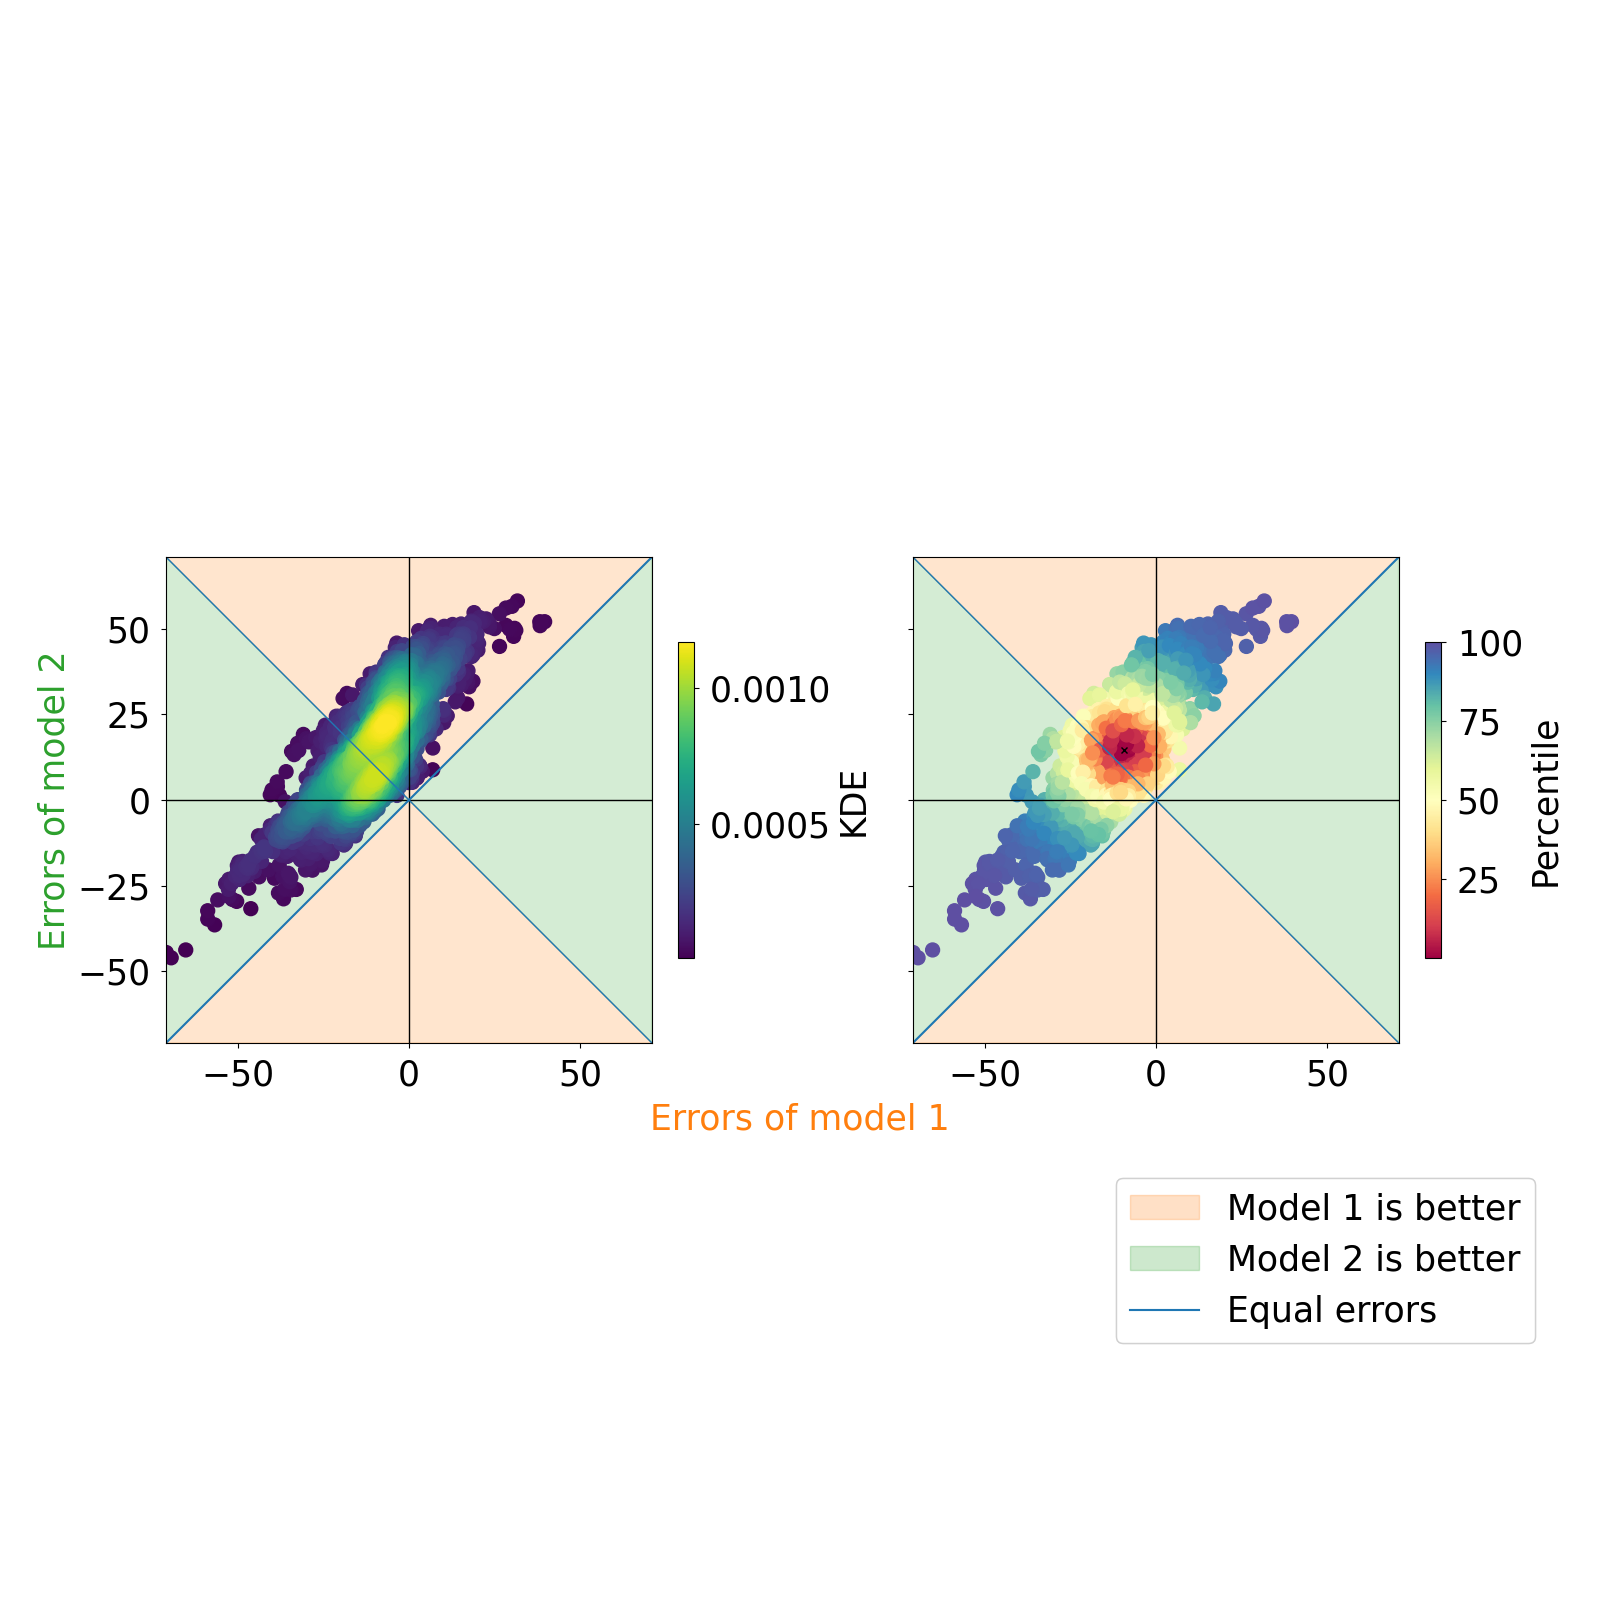 Errors of model 2
50
25
0
−25
−50
−50
0
50
0.0010
0.0005
KDE
−50
0
50
100
75
50
25
Percentile
Errors of model 1
Model 1 is better
Model 2 is better
Equal errors